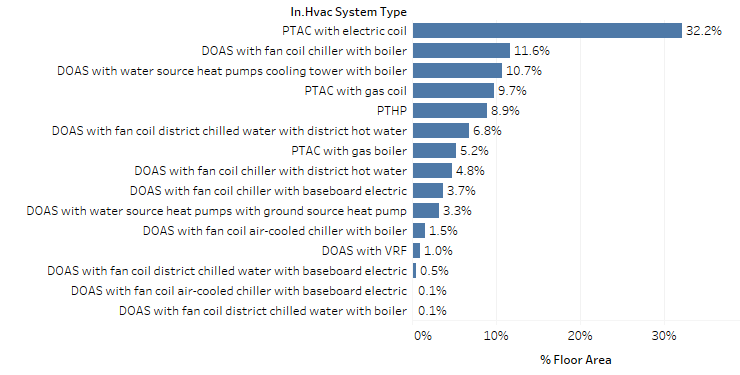 In.Hvac System Type
PTAC with electric coil 32.2%
DOAS with fan coil chiller with boiler 11.6%
DOAS with water source heat pumps cooling tower with boiler 10.7%
PTAC with gas coil 9.7%
PTHP 8.9%
DOAS with fan coil district chilled water with district hot water 6.8%
PTAC with gas boiler 5.2%
DOAS with fan coil chiller with district hot water 4.8%
DOAS with fan coil chiller with baseboard electric 3.7%
DOAS with water source heat pumps with ground source heat pump 3.3%
DOAS with fan coil air-cooled chiller with boiler 1.5%
DOAS with VRF 1.0%
DOAS with fan coil district chilled water with baseboard electric 0.5%
DOAS with fan coil air-cooled chiller with baseboard electric 0.1%
DOAS with fan coil district chilled water with boiler 0.1%
0% 10% 20% 30%
% Floor Area